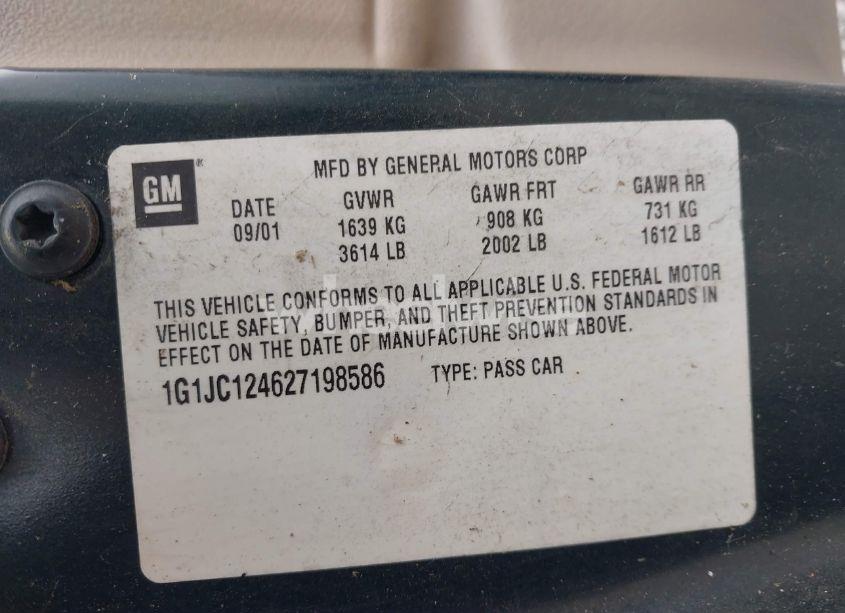 GM®
MFD BY GENERAL MOTORS CORP
DATE GVWR GAWR FRT GAWR RR
09/01 1639 KG 908 KG 731 KG
3614 LB 2002 LB 1612 LB
THIS VEHICLE CONFORMS TO ALL APPLICABLE U.S. FEDERAL MOTOR
VEHICLE SAFETY, BUMPER, AND THEFT PREVENTION STANDARDS IN
EFFECT ON THE DATE OF MANUFACTURE SHOWN ABOVE.
1G1JC124627198586 TYPE: PASS CAR